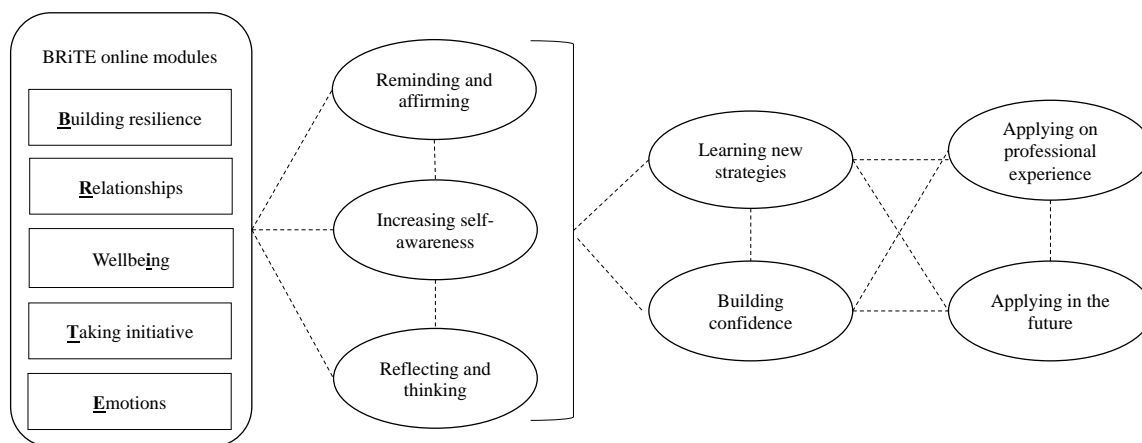 BRiTE online modules
Building resilience
Relationships
Wellbeing
Taking initiative
Emotions
Reminding and
affirming
Increasing self-
awareness
Reflecting and
thinking
Learning new
strategies
Building
confidence
Applying on
professional
experience
Applying in the
future